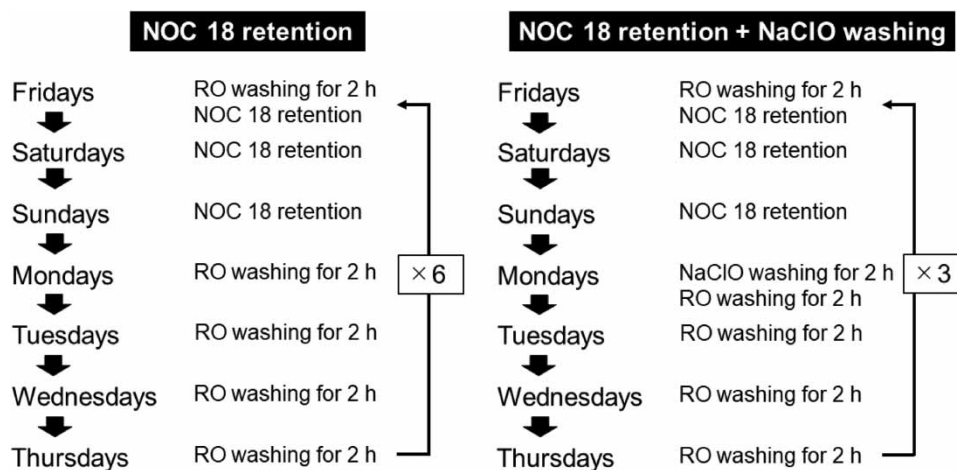 NOC 18 retention
Fridays
RO washing for 2 h
NOC 18 retention
Saturdays
NOC 18 retention
Sundays
NOC 18 retention
Mondays
RO washing for 2 h
Tuesdays
RO washing for 2 h
Wednesdays
RO washing for 2 h
Thursdays
RO washing for 2 h
×6
NOC 18 retention + NaClO washing
Fridays
RO washing for 2 h
NOC 18 retention
Saturdays
NOC 18 retention
Sundays
NOC 18 retention
Mondays
NaClO washing for 2 h
RO washing for 2 h
Tuesdays
RO washing for 2 h
Wednesdays
RO washing for 2 h
Thursdays
RO washing for 2 h
×3